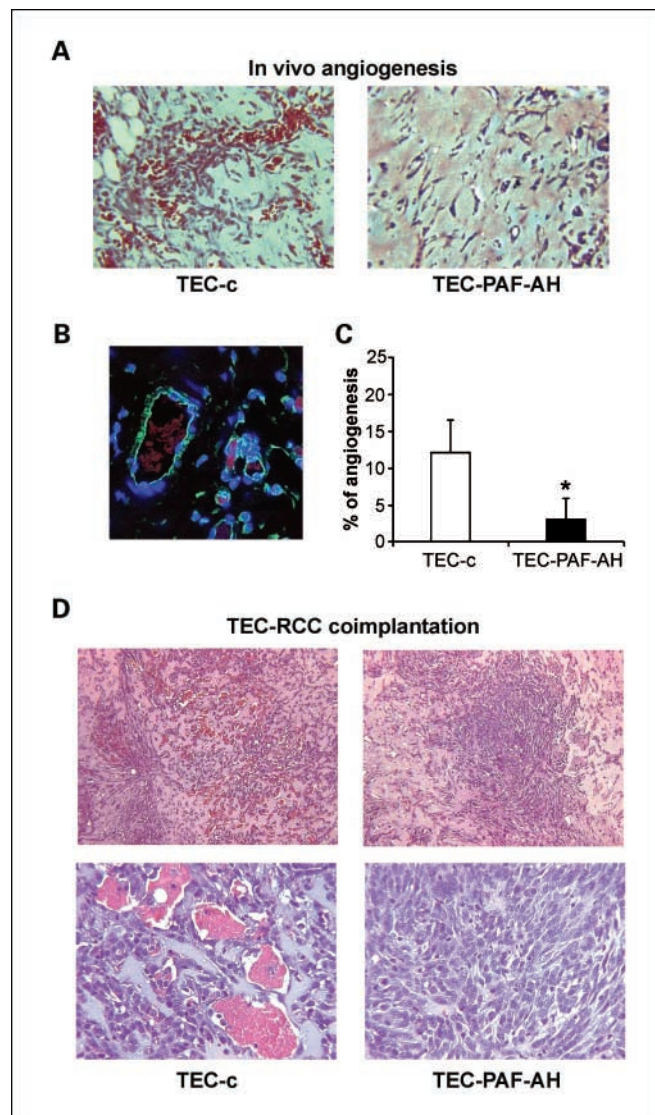 A
In vivo angiogenesis
TEC-c TEC-PAF-AH
B
C
% of angiogenesis
25
20
15
10
5
0
*
TEC-c TEC-PAF-AH
D
TEC-RCC coimplantation
TEC-c TEC-PAF-AH